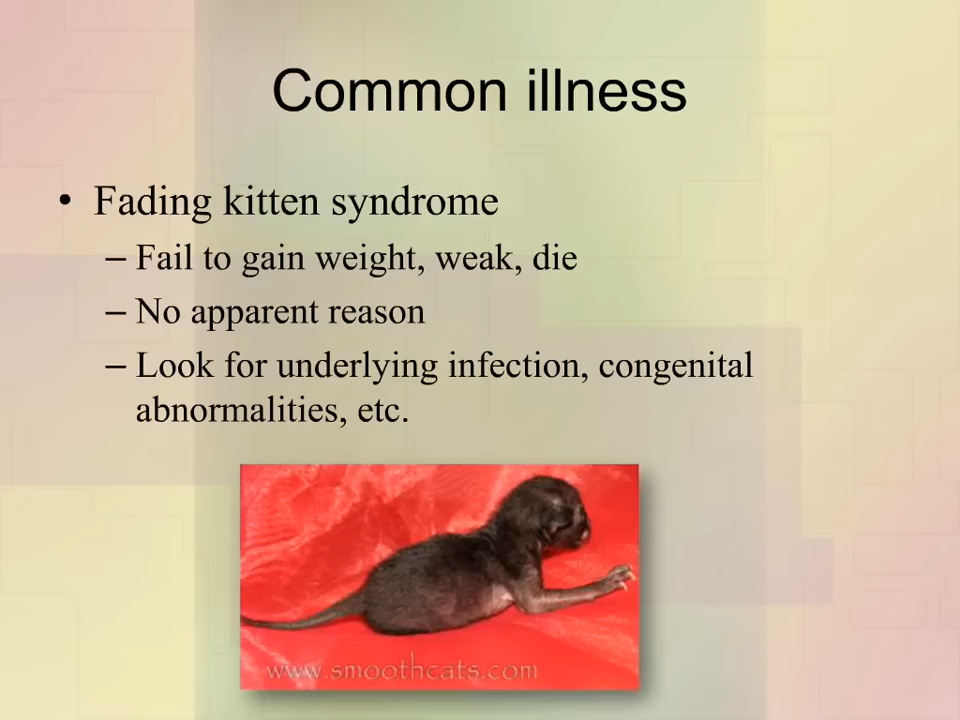 Common illness
• Fading kitten syndrome
– Fail to gain weight, weak, die
– No apparent reason
– Look for underlying infection, congenital
abnormalities, etc.
www.smoothcats.com